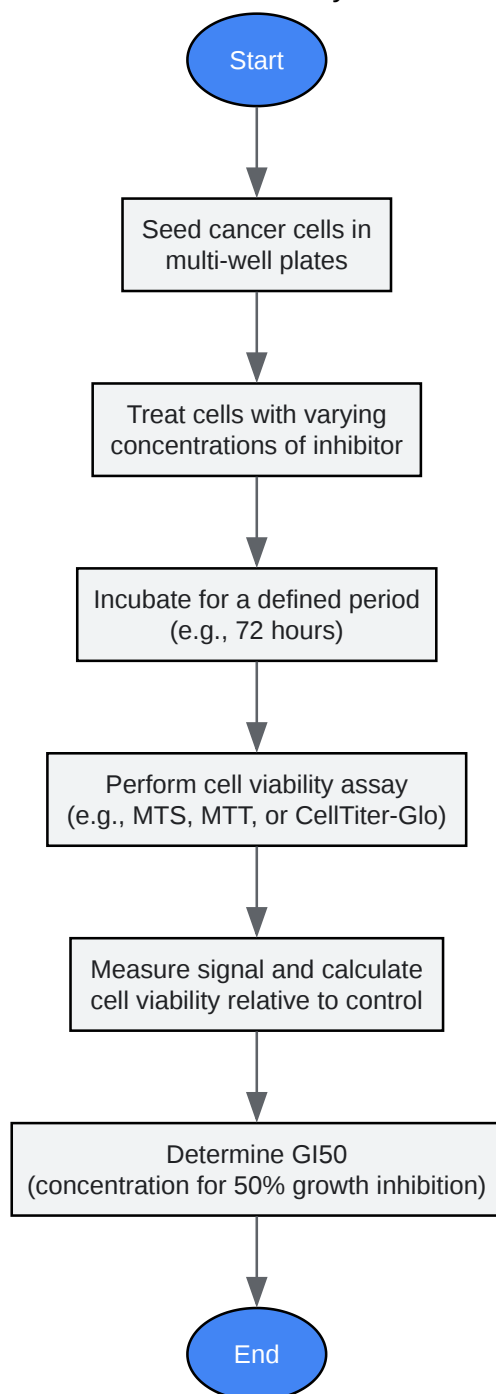 Start
Seed cancer cells in
multi-well plates
Treat cells with varying
concentrations of inhibitor
Incubate for a defined period
(e.g., 72 hours)
Perform cell viability assay
(e.g., MTS, MTT, or CellTiter-Glo)
Measure signal and calculate
cell viability relative to control
Determine GI50
(concentration for 50% growth inhibition)
End